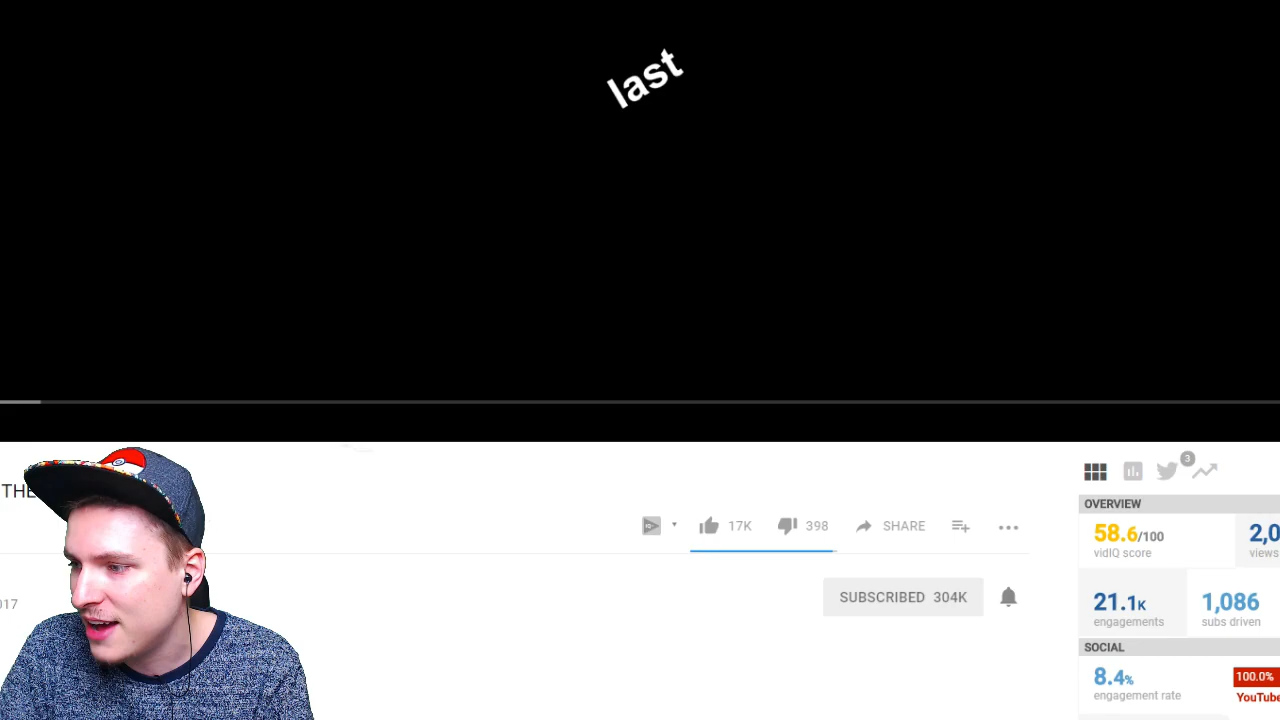 last
THE
17K
398
SHARE
3
OVERVIEW
58.6/100
vidIQ score
2,0
views
017
SUBSCRIBED 304K
21.1K
engagements
1,086
subs driven
SOCIAL
8.4%
engagement rate
100.0%
YouTube